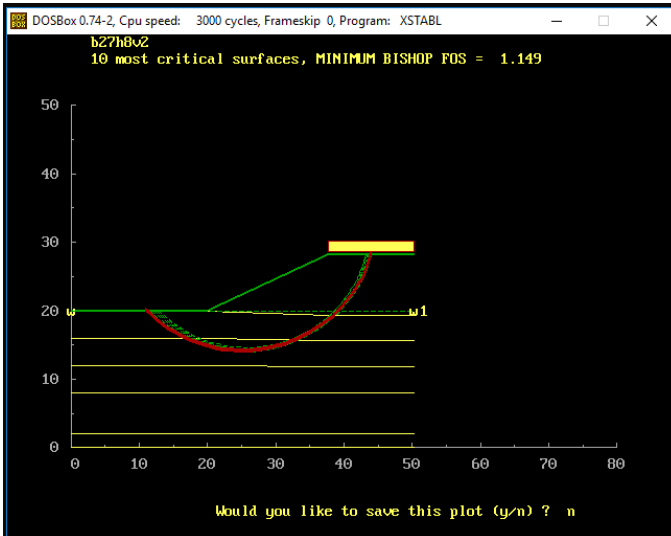 DOSBox 0.74-2, Cpu speed: 3000 cycles, Frameskip 0, Program: XSTABL
b27h8v2
10 most critical surfaces, MINIMUM BISHOP FOS = 1.149
50
40
30
20
w
w1
10
0
0 10 20 30 40 50 60 70 80
Would you like to save this plot (y/n) ? n